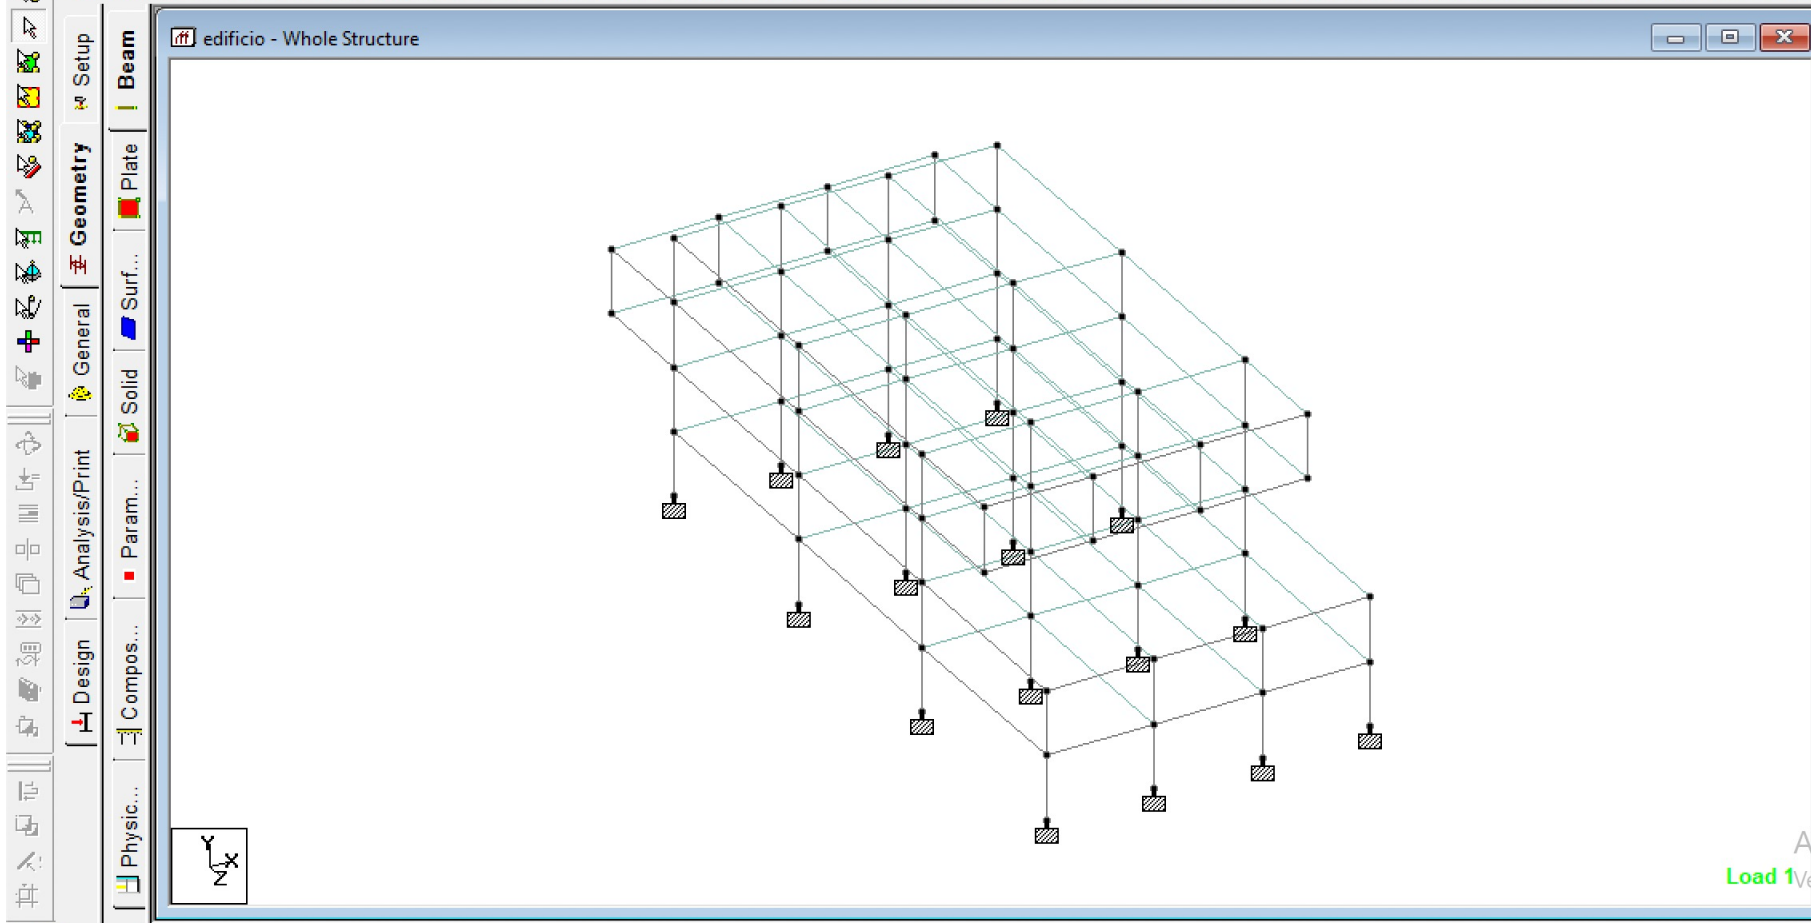 edificio - Whole Structure
Setup
Geometry
General
Analysis/Print
Design
Beam
Plate
Surf...
Solid
Param...
Compos...
Physic...
Y
X
Z
Load 1